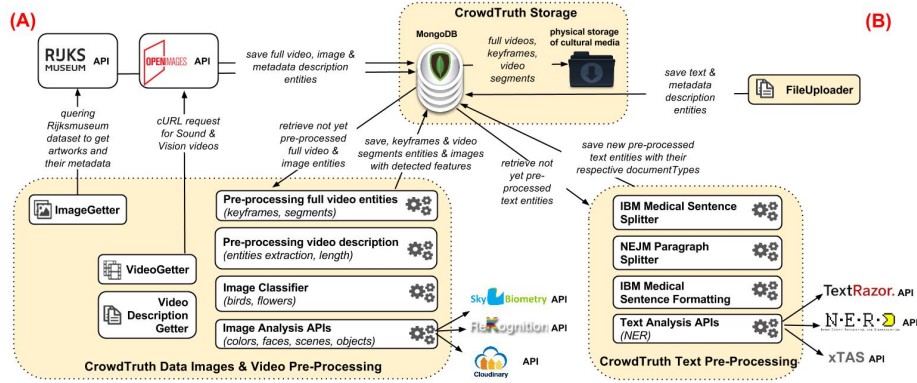 (A)
CrowdTruth Storage
(B)
MongoDB
physical storage
of cultural media
RIJKS
MUSEUM
API
OPENIMAGES
API
save full video, image &
metadata description
entities
full videos,
keyframes,
video
segments
save text &
metadata
description
entities
FileUploader
quering
Rijksmuseum
dataset to get
artworks and
their metadata
cURL request
for Sound &
Vision videos
retrieve not yet
pre-processed
full video &
image entities
save, keyframes & video
segments entities & images
with detected features
retrieve not
yet pre-
processed
text entities
save new pre-processed
text entities with their
respective documentTypes
ImageGetter
VideoGetter
Video
Description
Getter
Pre-processing full video entities
(keyframes, segments)
Pre-processing video description
(entities extraction, length)
Image Classifier
(birds, flowers)
Image Analysis APIs
(colors, faces, scenes, objects)
CrowdTruth Data Images & Video Pre-Processing
SkyBiometry API
ReKognition API
Cloudinary
API
IBM Medical Sentence
Splitter
NEJM Paragraph
Splitter
IBM Medical
Sentence Formatting
Text Analysis APIs
(NER)
CrowdTruth Text Pre-Processing
TextRazor. API
N·E·R·D API
xTAS API